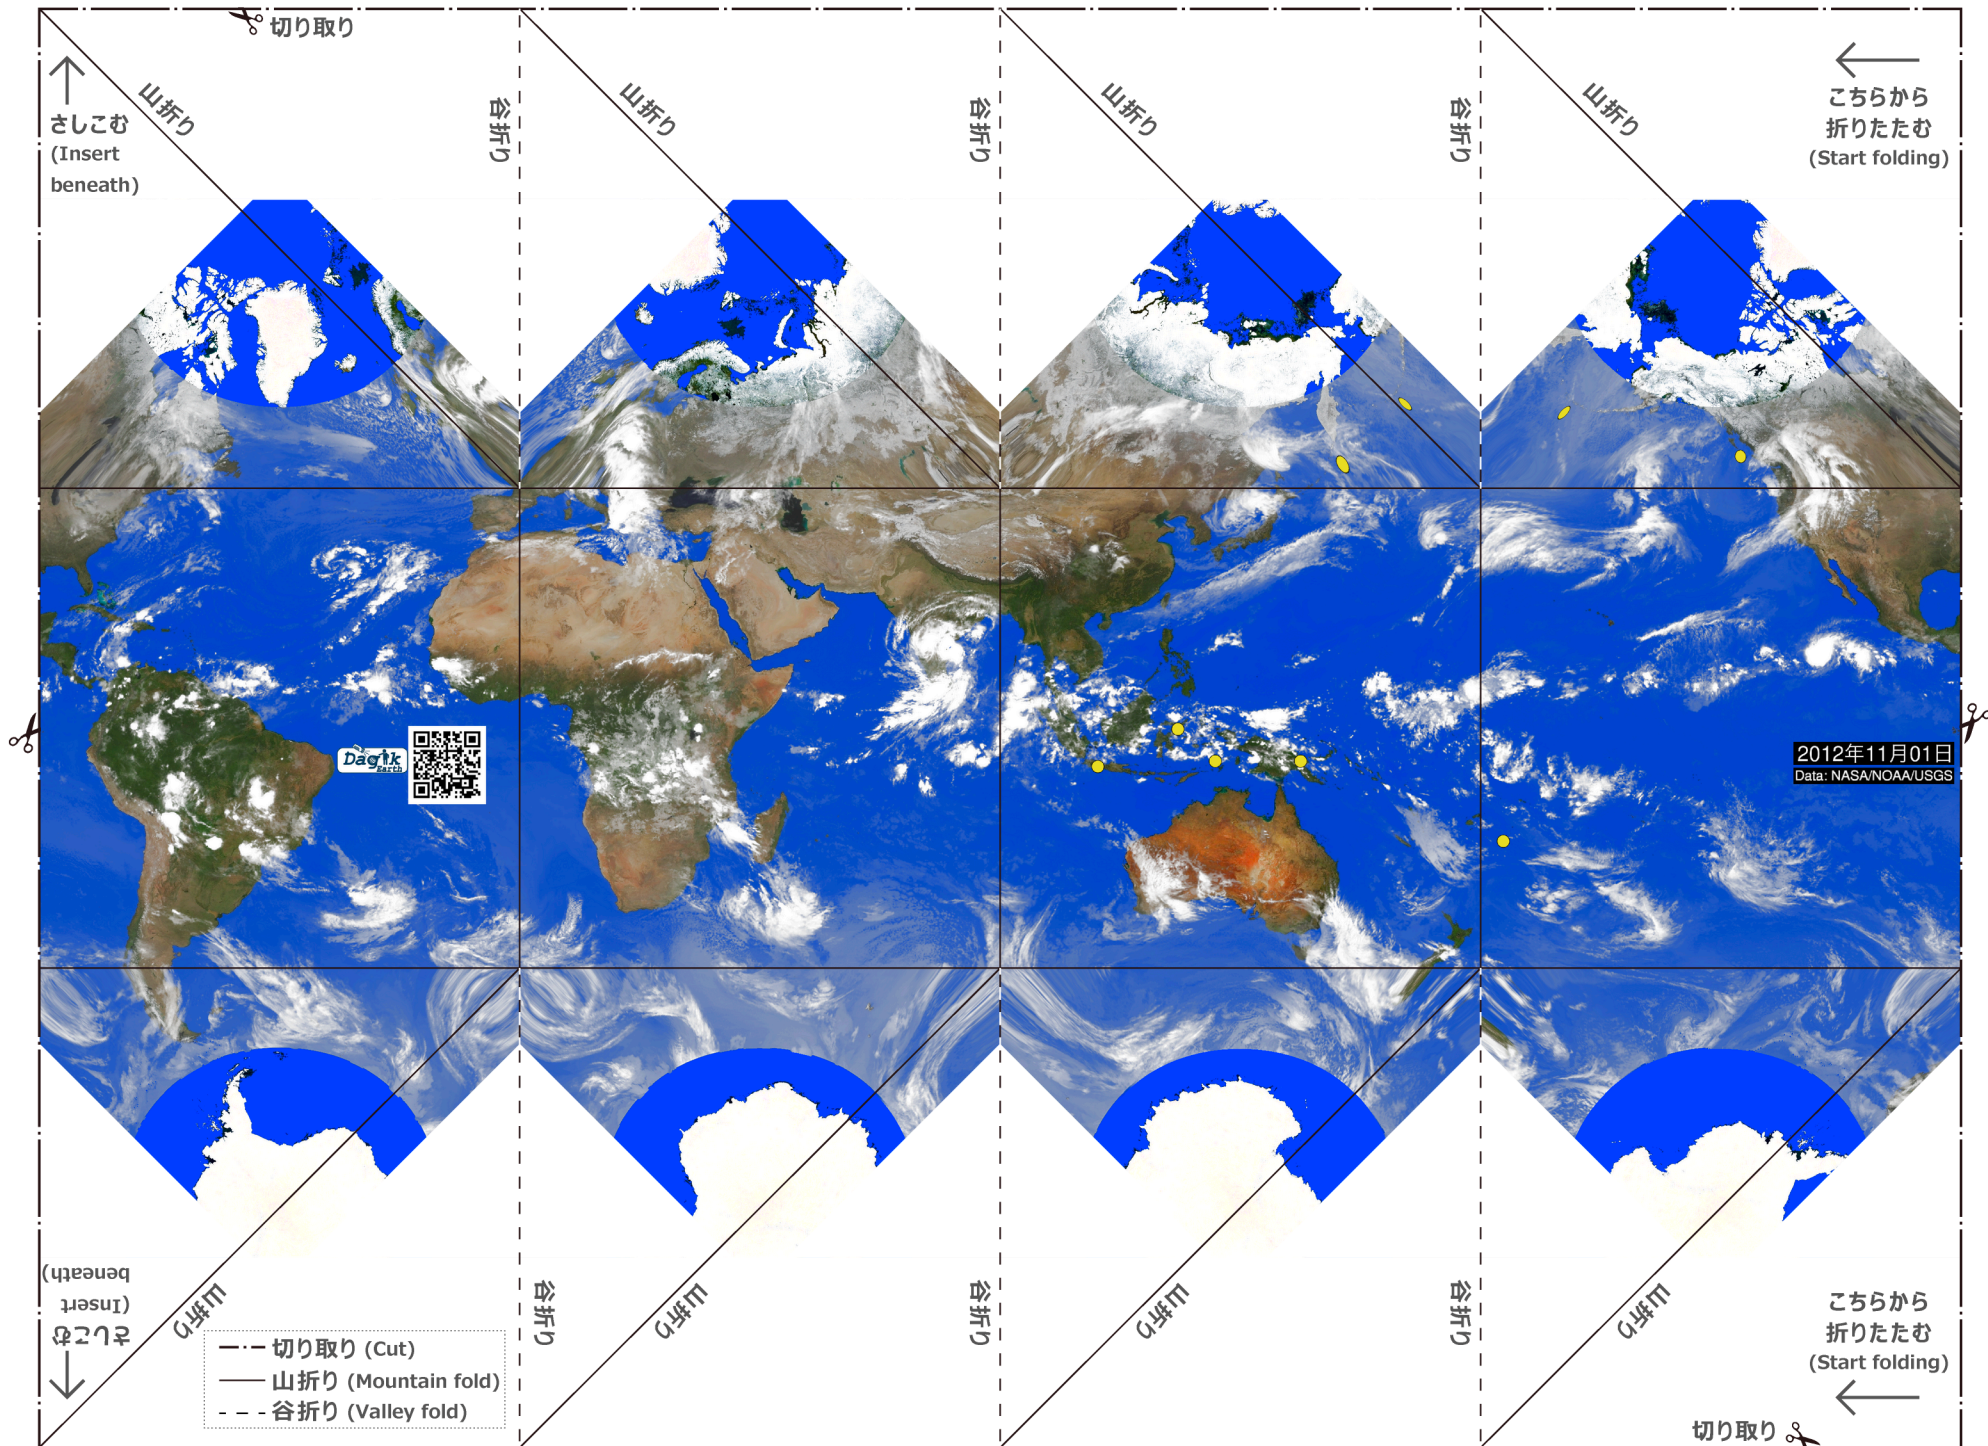 切り取り
さしこむ
(Insert
beneath)
山折り
谷折り
山折り
谷折り
山折り
谷折り
山折り
こちらから
折りたたむ
(Start folding)
Dagik
Earth
2012年11月01日
Data: NASA/NOAA/USGS
さしこむ
(Insert
beneath)
山折り
谷折り
山折り
谷折り
山折り
谷折り
山折り
こちらから
折りたたむ
(Start folding)
切り取り (Cut)
山折り (Mountain fold)
谷折り (Valley fold)
切り取り